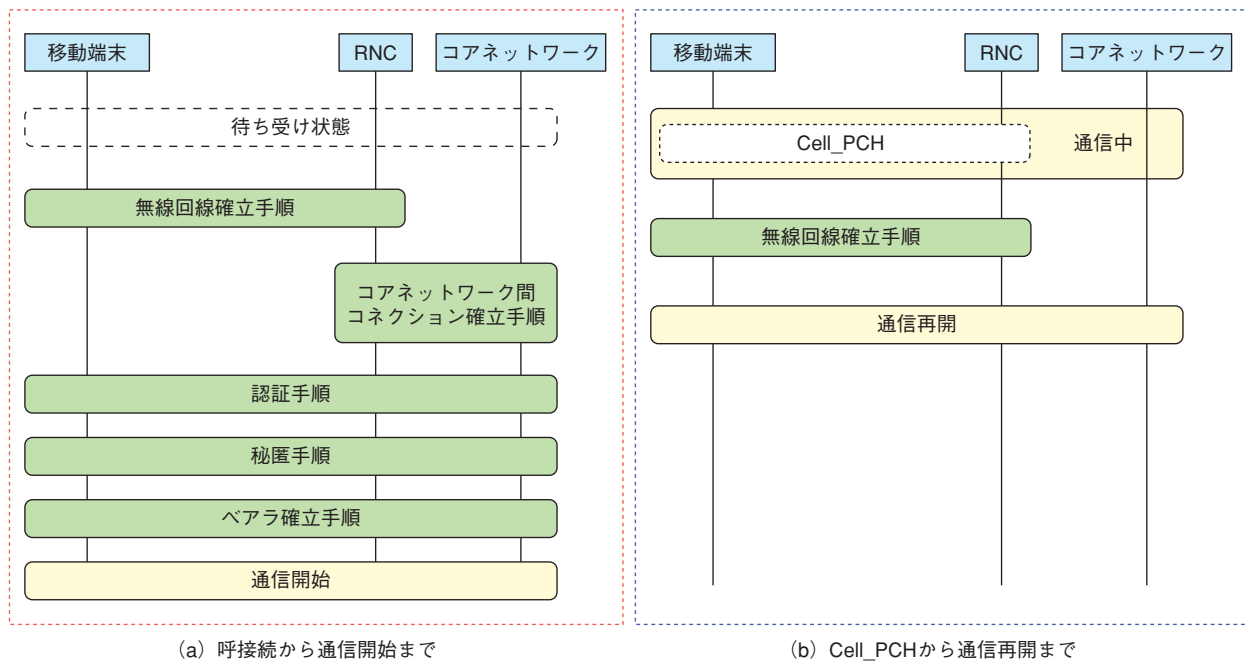 移動端末
RNC
コアネットワーク
待ち受け状態
無線回線確立手順
コアネットワーク間
コネクション確立手順
認証手順
秘匿手順
ベアラ確立手順
通信開始
(a) 呼接続から通信開始まで
移動端末
RNC
コアネットワーク
Cell_PCH
通信中
無線回線確立手順
通信再開
(b) Cell_PCHから通信再開まで